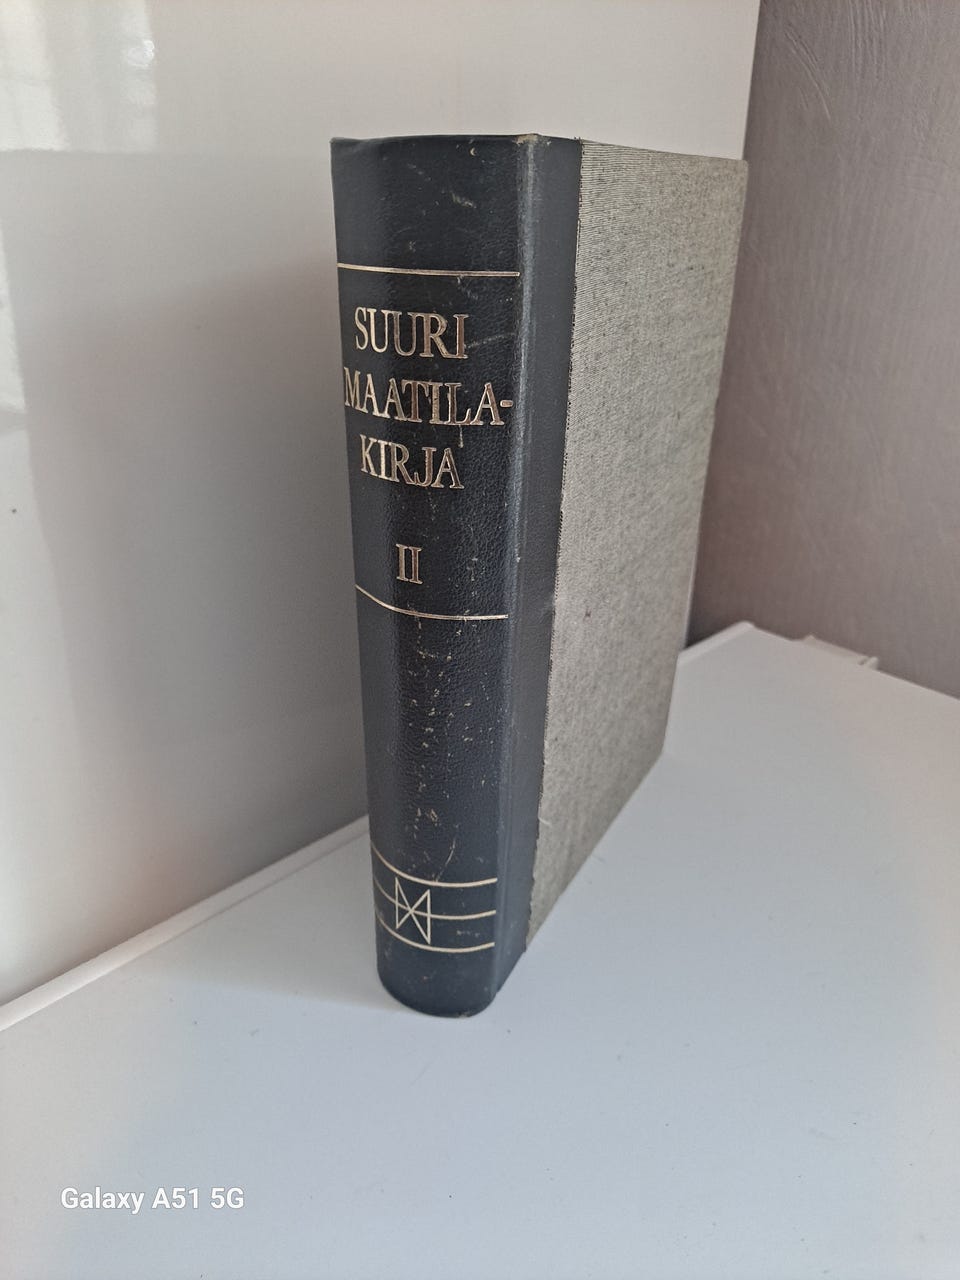 SUURI
MAATILA-
KIRJA
II
Galaxy A51 5G